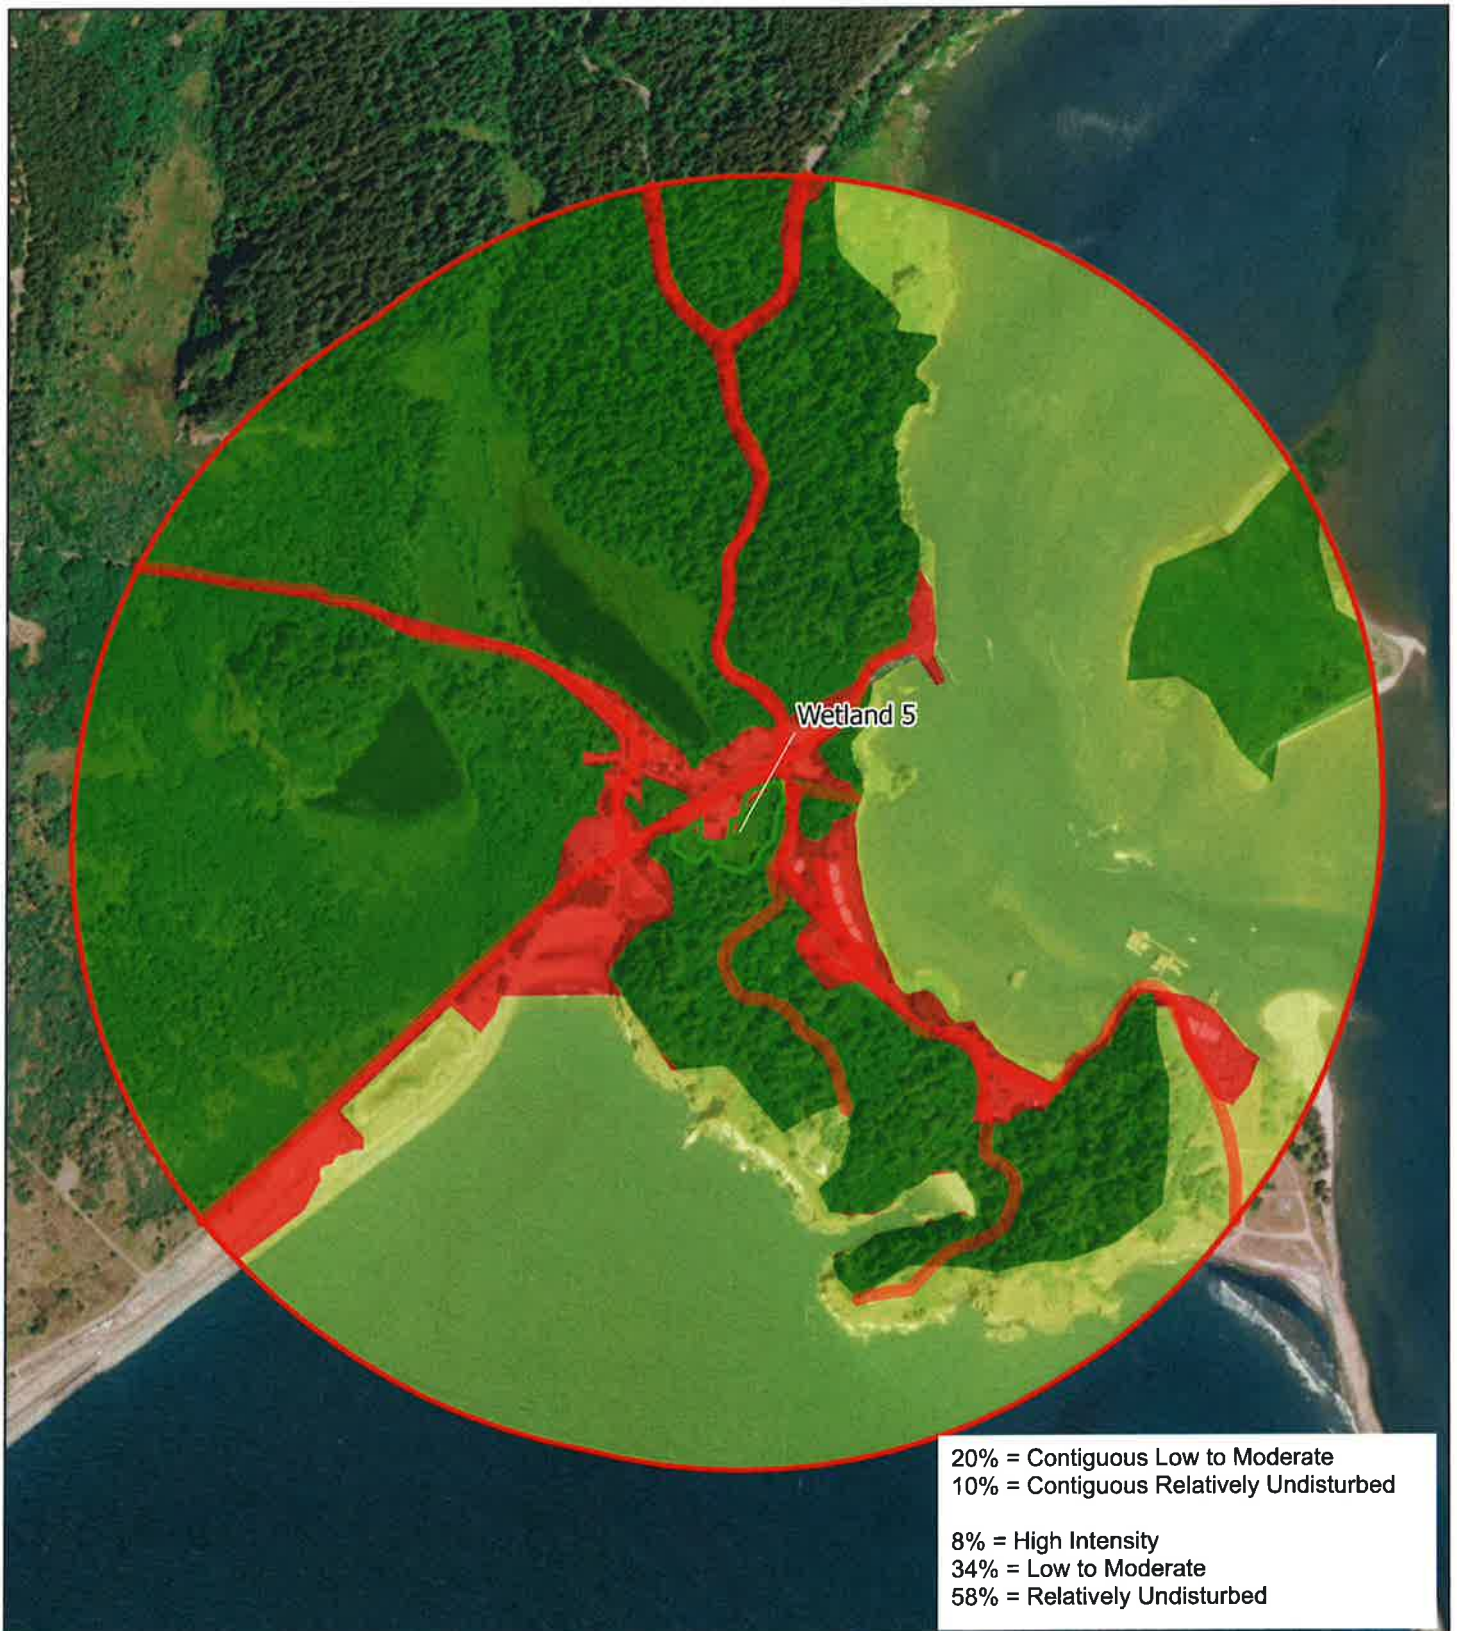 Wetland 5
20% = Contiguous Low to Moderate
10% = Contiguous Relatively Undisturbed
8% = High Intensity
34% = Low to Moderate
58% = Relatively Undisturbed